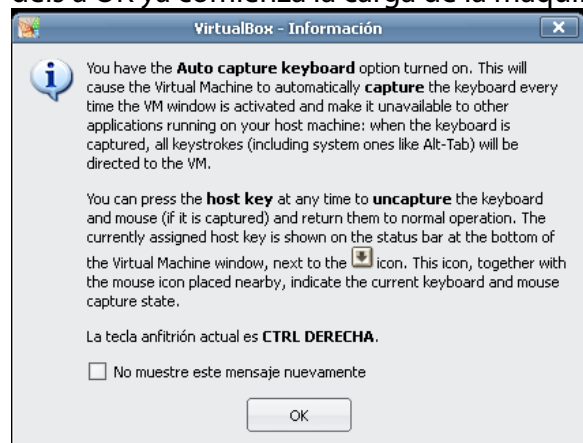 deis a OK ya comienza la carga de la maqui
VirtualBox - Información
You have the Auto capture keyboard option turned on. This will
cause the Virtual Machine to automatically capture the keyboard every
time the VM window is activated and make it unavailable to other
applications running on your host machine: when the keyboard is
captured, all keystrokes (including system ones like Alt-Tab) will be
directed to the VM.
You can press the host key at any time to uncapture the keyboard
and mouse (if it is captured) and return them to normal operation. The
currently assigned host key is shown on the status bar at the bottom of
the Virtual Machine window, next to the icon. This icon, together with
the mouse icon placed nearby, indicate the current keyboard and mouse
capture state.
La tecla anfitrión actual es CTRL DERECHA.
No muestre este mensaje nuevamente
OK